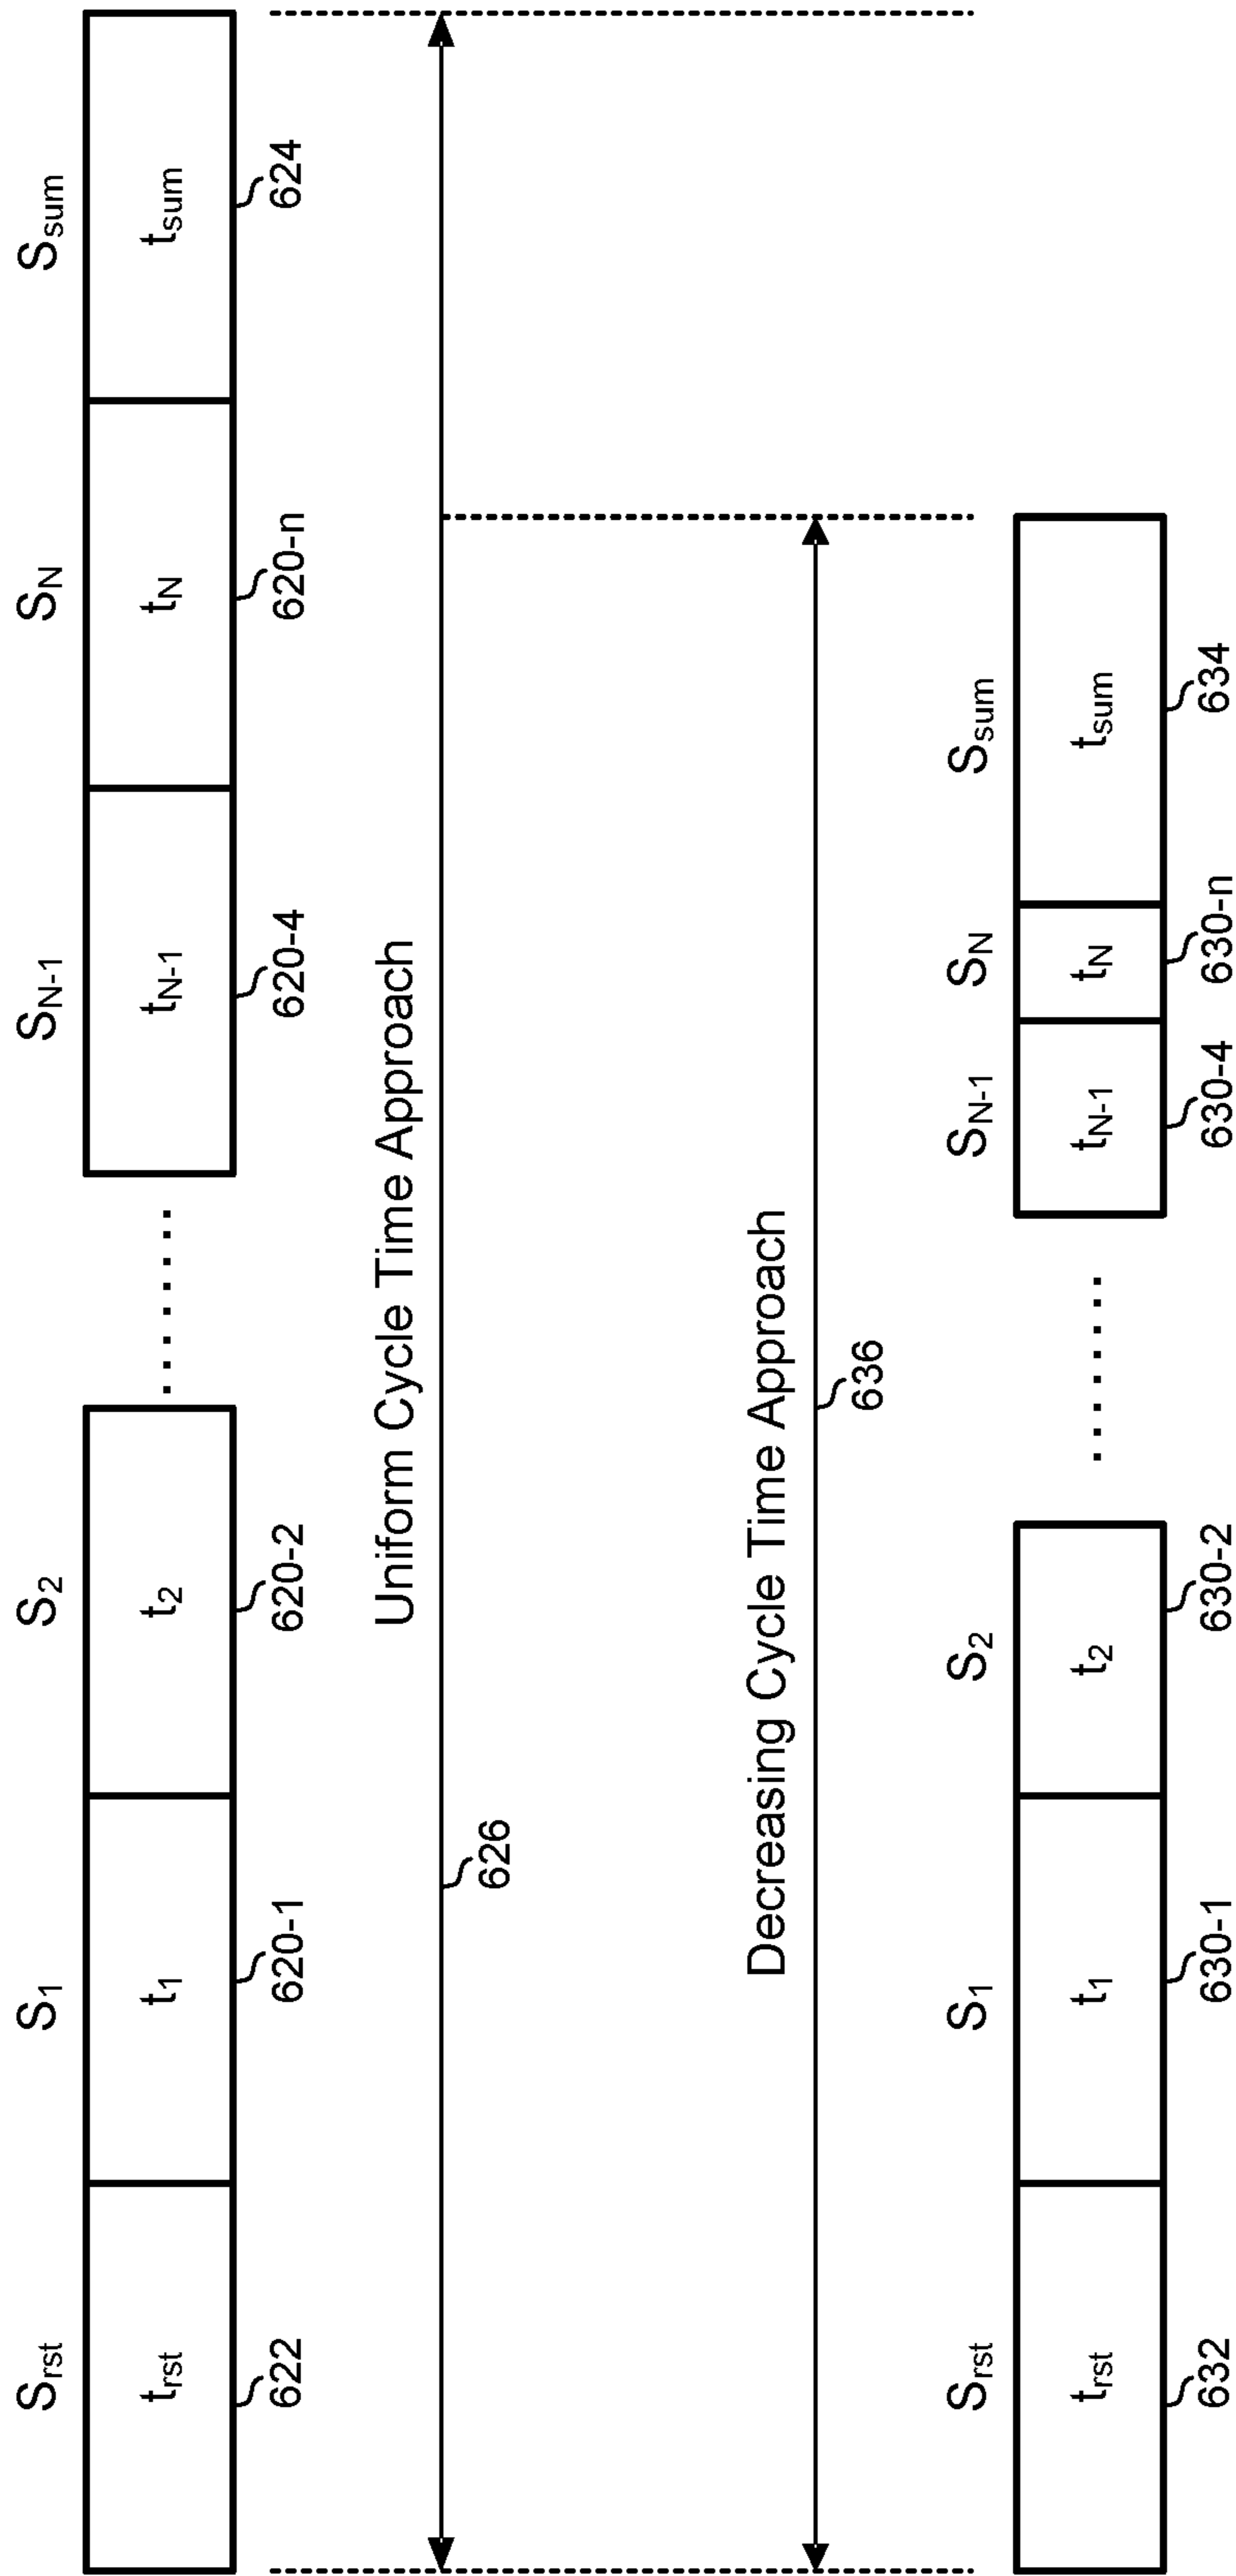 S_rst S_1 S_2 S_N-1 S_N S_sum
t_rst t_1 t_2 ....... t_N-1 t_N t_sum
622 620-1 620-2 620-4 620-n 624
Uniform Cycle Time Approach
626
Decreasing Cycle Time Approach
636
S_rst S_1 S_2 S_N-1 S_N S_sum
t_rst t_1 t_2 ....... t_N-1 t_N t_sum
632 630-1 630-2 630-4 630-n 634